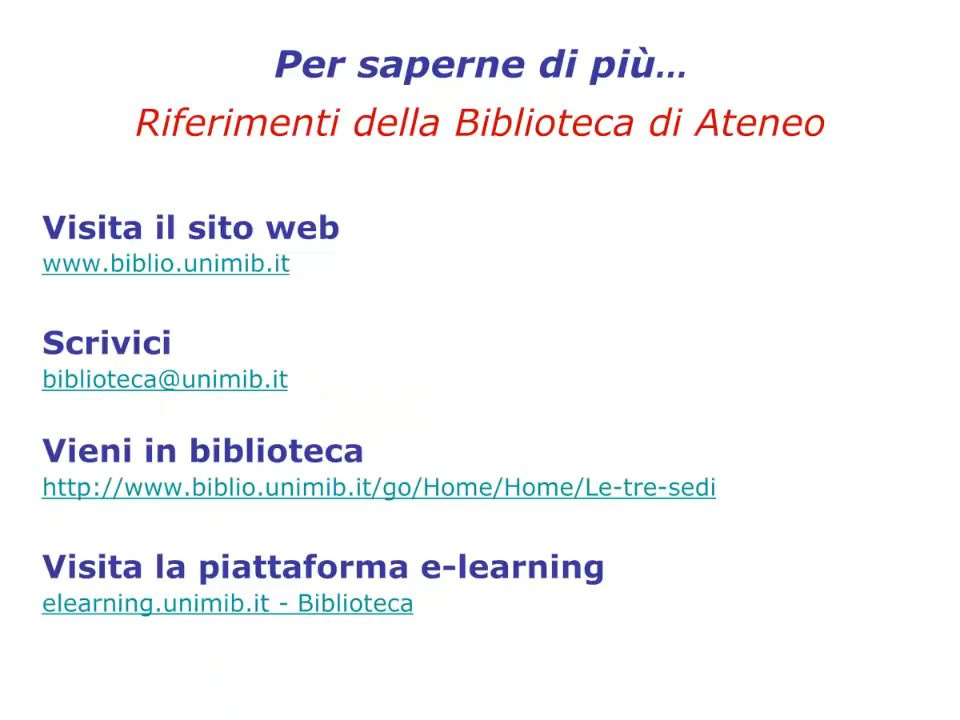 Per saperne di più…
Riferimenti della Biblioteca di Ateneo
Visita il sito web
www.biblio.unimib.it
Scrivici
biblioteca@unimib.it
Vieni in biblioteca
http://www.biblio.unimib.it/go/Home/Home/Le-tre-sedi
Visita la piattaforma e-learning
elearning.unimib.it - Biblioteca